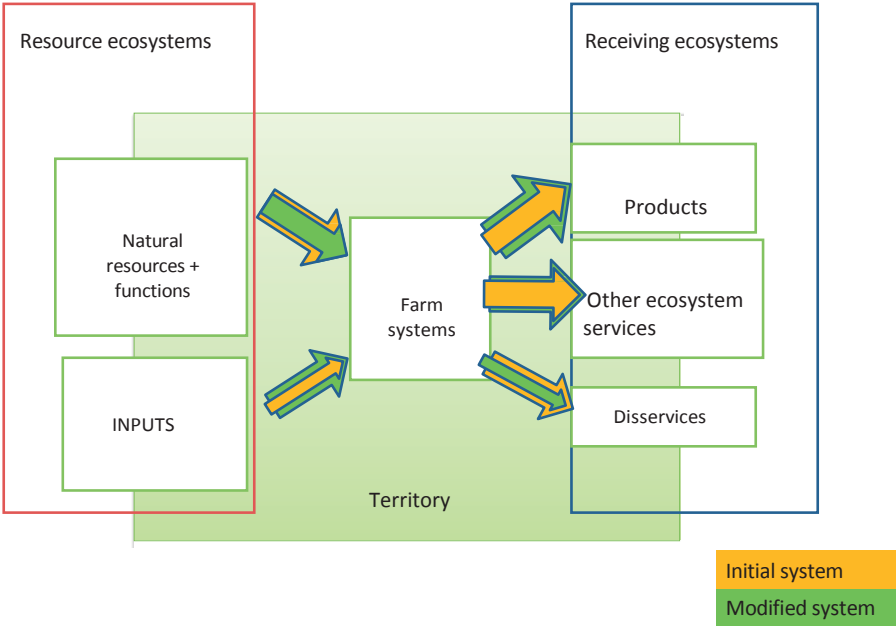 Resource ecosystems
Receiving ecosystems
Natural
resources +
functions
INPUTS
Farm
systems
Products
Other ecosystem
services
Disservices
Territory
Initial system
Modified system